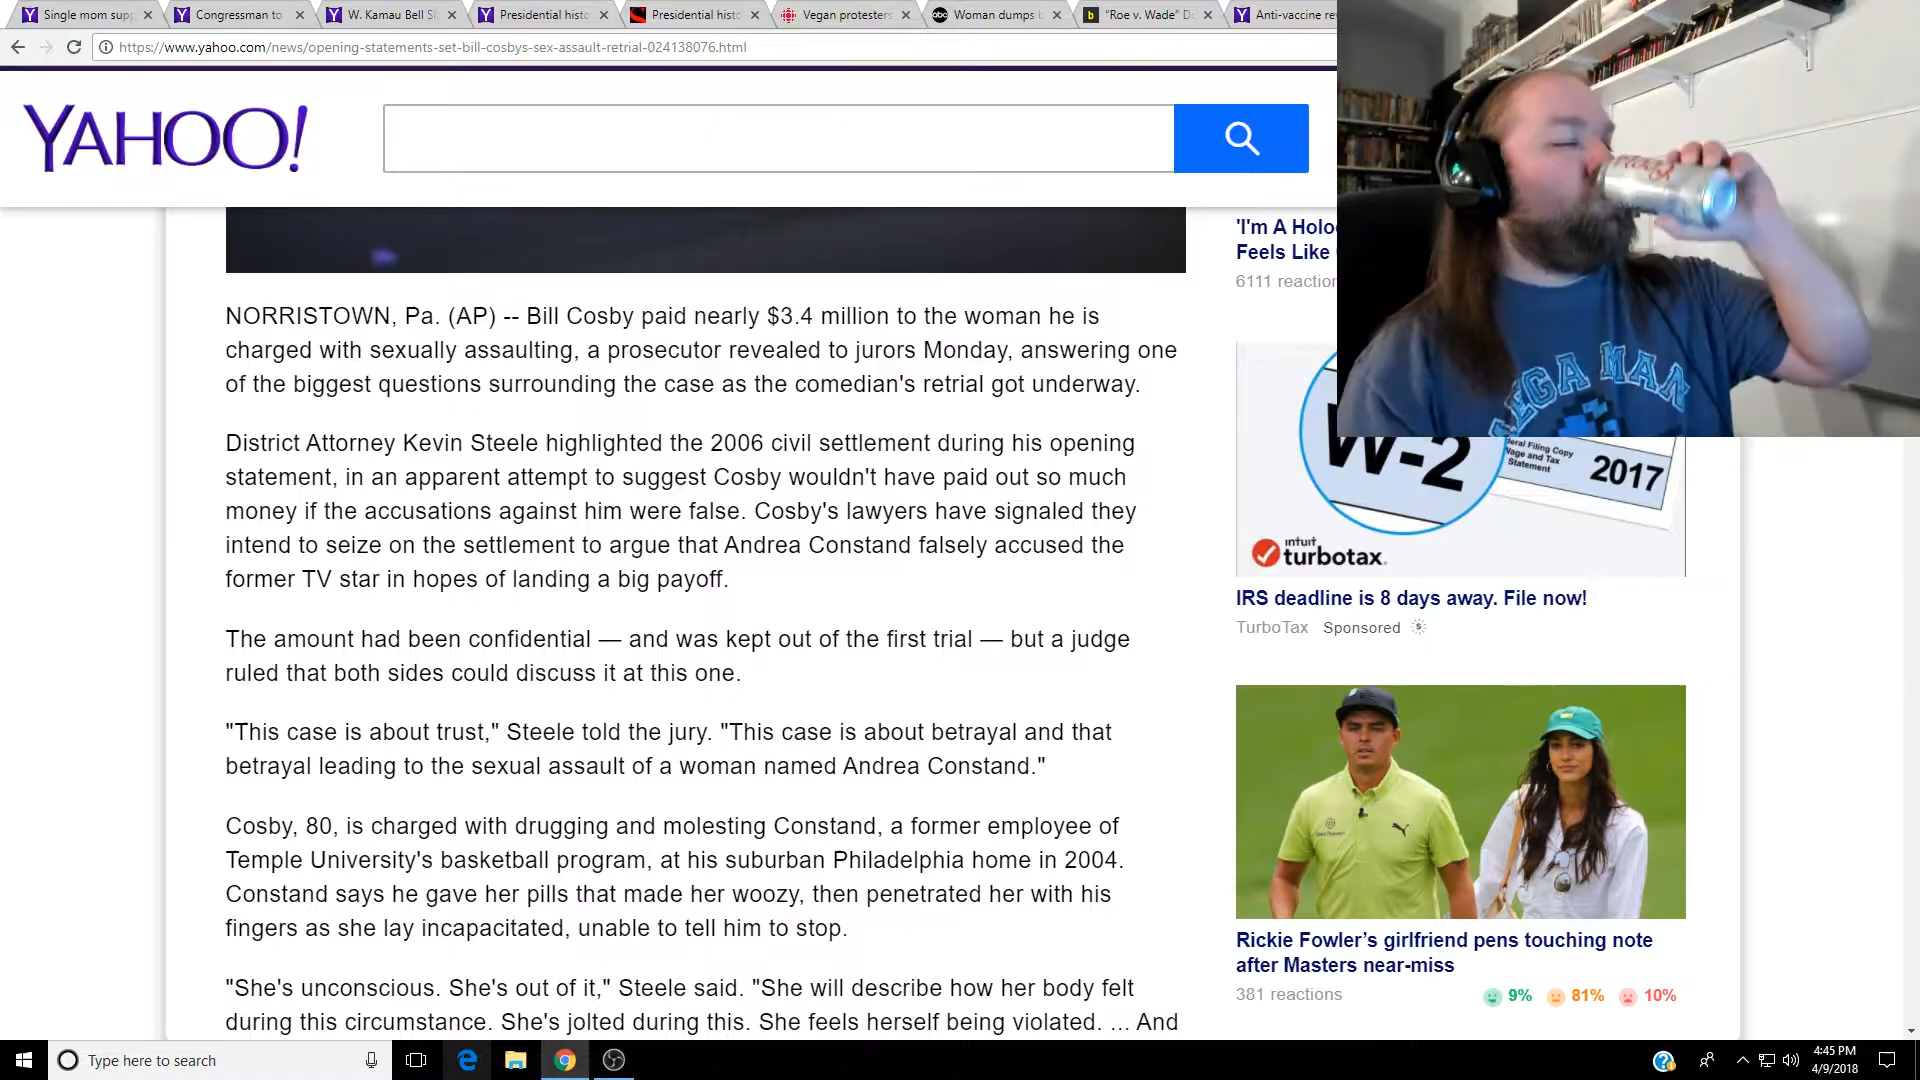 Single mom sup
Congressman to
W. Kamau Bell S
Presidential histo
Presidential histo
Vegan protesters
Woman dumps
"Roe v. Wade" D
Anti-vaccine re
https://www.yahoo.com/news/opening-statements-set-bill-cosbys-sex-assault-retrial-024138076.html
YAHOO!
NORRISTOWN, Pa. (AP) -- Bill Cosby paid nearly $3.4 million to the woman he is
charged with sexually assaulting, a prosecutor revealed to jurors Monday, answering one
of the biggest questions surrounding the case as the comedian's retrial got underway.
District Attorney Kevin Steele highlighted the 2006 civil settlement during his opening
statement, in an apparent attempt to suggest Cosby wouldn't have paid out so much
money if the accusations against him were false. Cosby's lawyers have signaled they
intend to seize on the settlement to argue that Andrea Constand falsely accused the
former TV star in hopes of landing a big payoff.
The amount had been confidential — and was kept out of the first trial — but a judge
ruled that both sides could discuss it at this one.
"This case is about trust," Steele told the jury. "This case is about betrayal and that
betrayal leading to the sexual assault of a woman named Andrea Constand."
Cosby, 80, is charged with drugging and molesting Constand, a former employee of
Temple University's basketball program, at his suburban Philadelphia home in 2004.
Constand says he gave her pills that made her woozy, then penetrated her with his
fingers as she lay incapacitated, unable to tell him to stop.
"She's unconscious. She's out of it," Steele said. "She will describe how her body felt
during this circumstance. She's jolted during this. She feels herself being violated. ... And
'I'm A Holo
Feels Like
6111 reaction
MEGA MAN
W-2
eral Filing Copy
Wage and Tax
Statement
2017
intuit
turbotax.
IRS deadline is 8 days away. File now!
TurboTax Sponsored
Rickie Fowler's girlfriend pens touching note
after Masters near-miss
381 reactions
9% 81% 10%
Type here to search
4:45 PM
4/9/2018